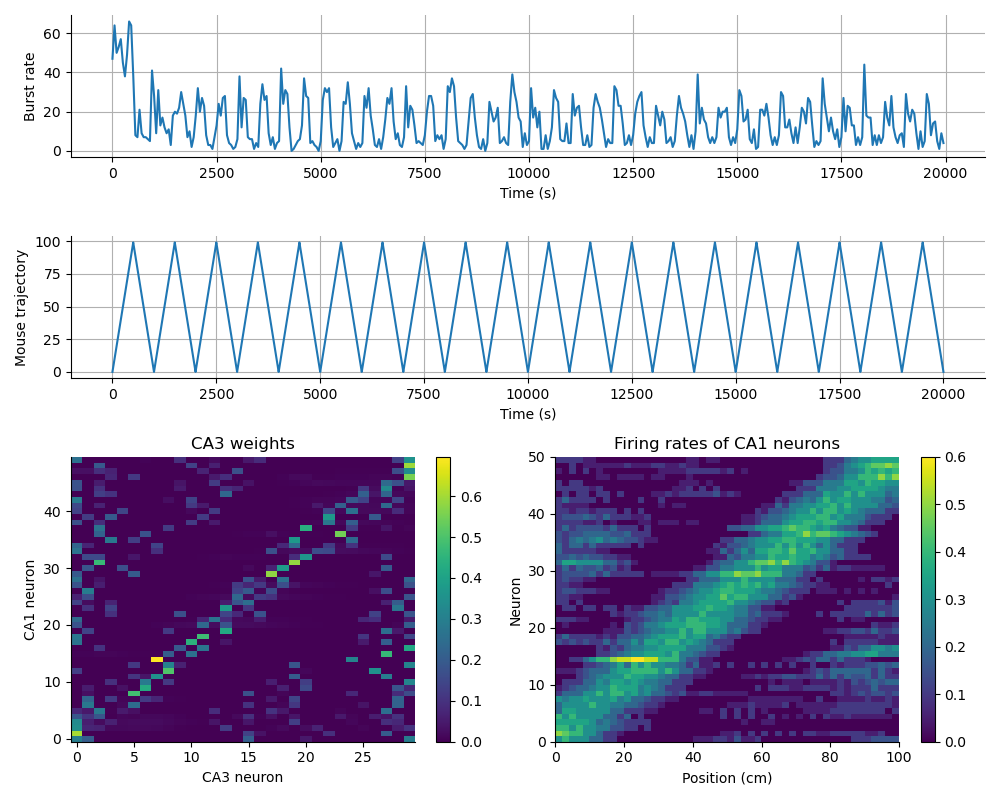 60
40
20
0
Burst rate
0 2500 5000 7500 10000 12500 15000 17500 20000
Time (s)
100
75
50
25
0
Mouse trajectory
0 2500 5000 7500 10000 12500 15000 17500 20000
Time (s)
CA3 weights
40
30
20
10
0
CA1 neuron
0 5 10 15 20 25
CA3 neuron
0.6
0.5
0.4
0.3
0.2
0.1
0.0
Firing rates of CA1 neurons
50
40
30
20
10
0
Neuron
0 20 40 60 80 100
Position (cm)
0.6
0.5
0.4
0.3
0.2
0.1
0.0